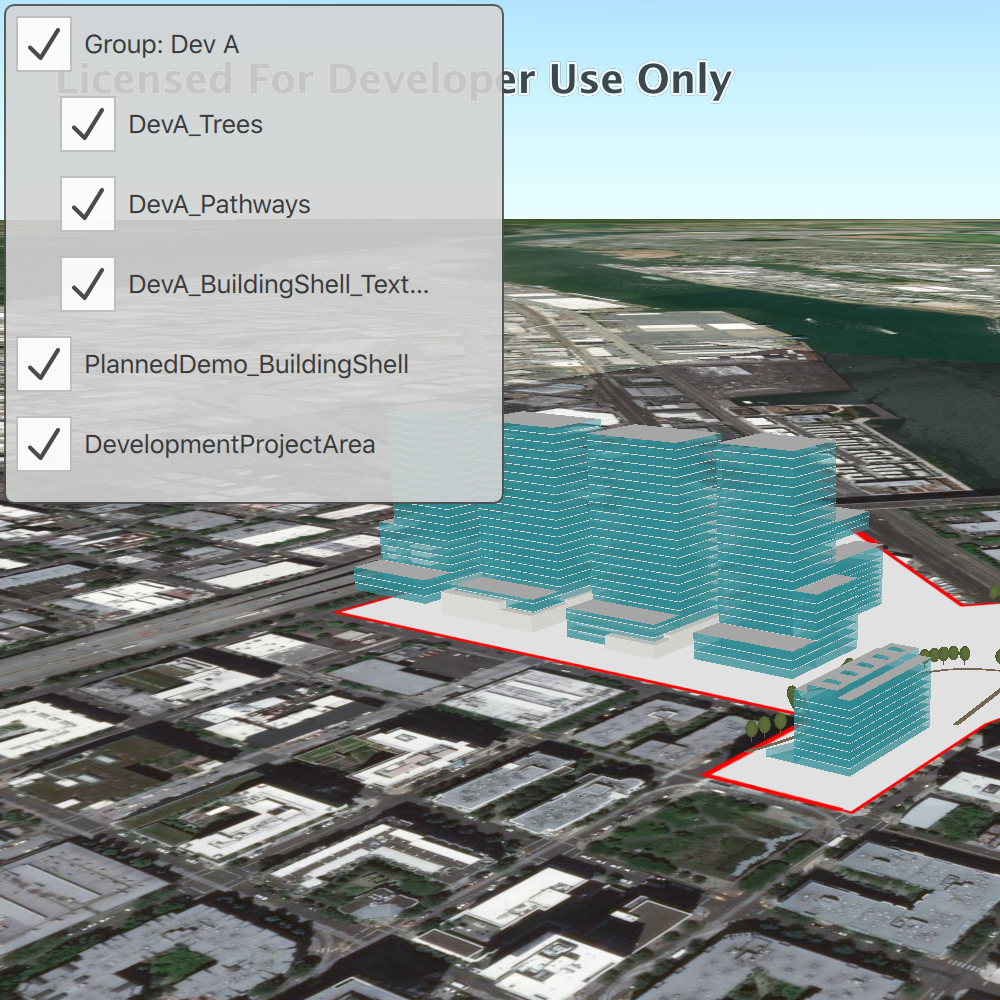 Group: Dev A
Licensed For Developer Use Only
DevA_Trees
DevA_Pathways
DevA_BuildingShell_Text...
PlannedDemo_BuildingShell
DevelopmentProjectArea